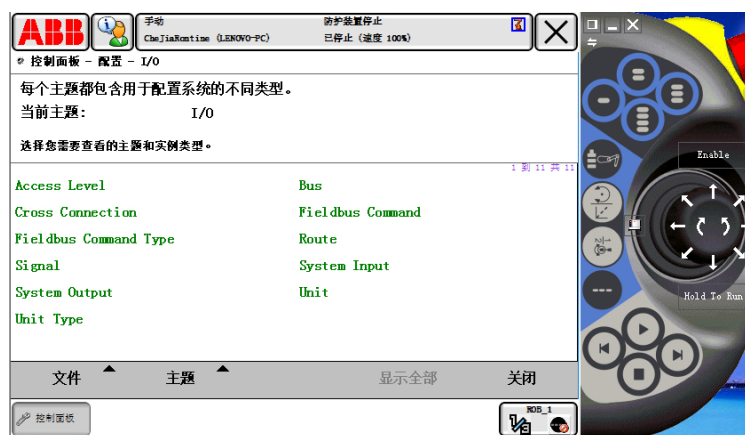 ABB
手动
CheJiaRomtime (LENOVO-PC)
防护装置停止
已停止 (速度 100%)
控制面板 - 配置 - I/O
每个主题都包含用于配置系统的不同类型。
当前主题: I/O
选择您需要查看的主题和实例类型。
1 到 11 共 11
Access Level
Bus
Cross Connection
Fieldbus Command
Fieldbus Command Type
Route
Signal
System Input
System Output
Unit
Unit Type
文件
主题
显示全部
关闭
控制面板
ROB_1
Enable
Hold To Run